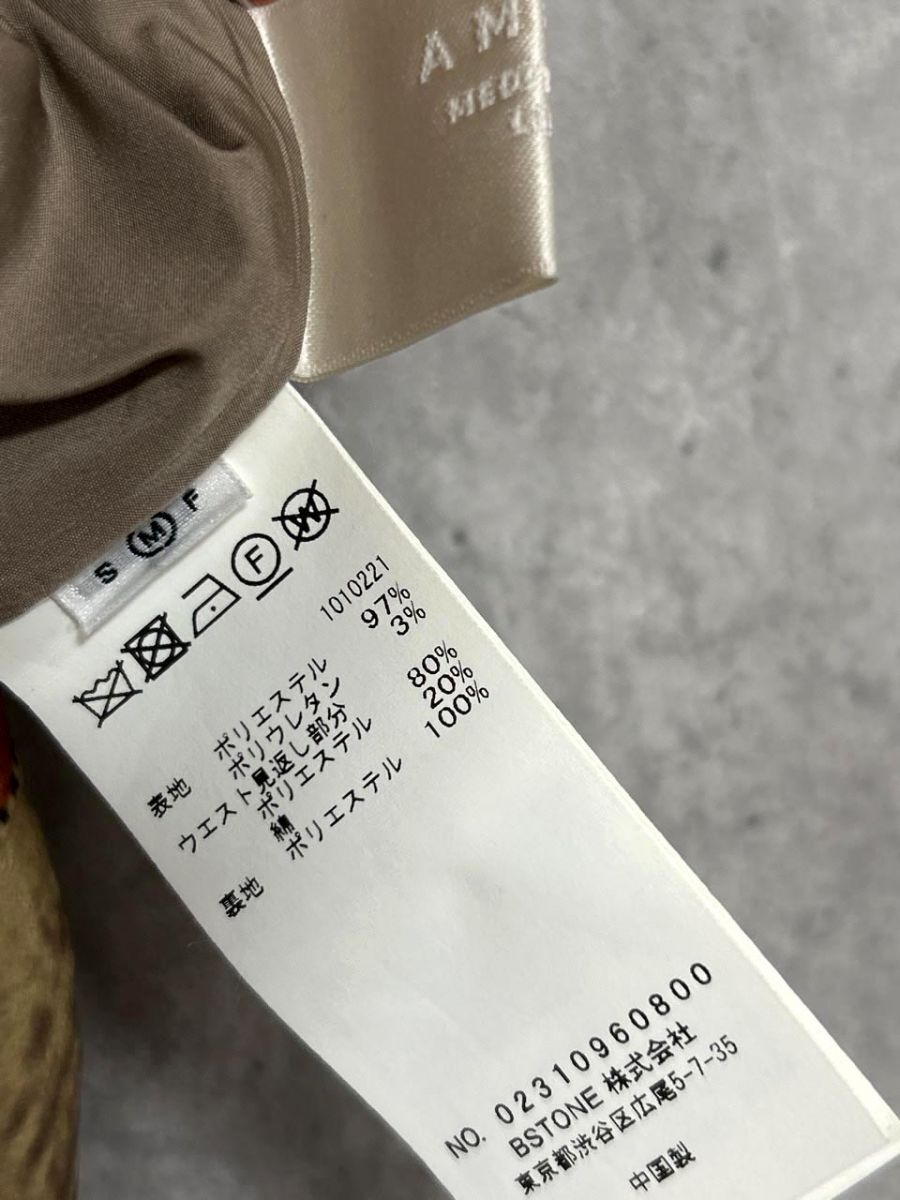 AM
MED
S M F
F
W
1010221
表地 ポリエステル 97%
ポリウレタン 3%
ウエスト見返し部分
ポリエステル 80%
綿 20%
裏地 ポリエステル 100%
NO. 02310960800
BSTONE 株式会社
東京都渋谷区広尾5-7-35
中国製